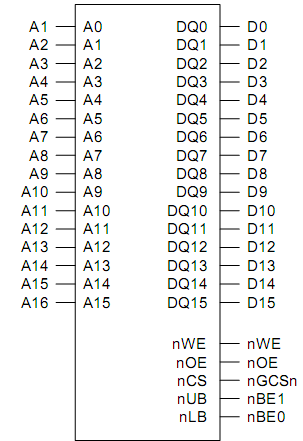 A1 A0 DQ0 D0
A2 A1 DQ1 D1
A3 A2 DQ2 D2
A4 A3 DQ3 D3
A5 A4 DQ4 D4
A6 A5 DQ5 D5
A7 A6 DQ6 D6
A8 A7 DQ7 D7
A9 A8 DQ8 D8
A10 A9 DQ9 D9
A11 A10 DQ10 D10
A12 A11 DQ11 D11
A13 A12 DQ12 D12
A14 A13 DQ13 D13
A15 A14 DQ14 D14
A16 A15 DQ15 D15
nWE nWE
nOE nOE
nCS nGCSn
nUB nBE1
nLB nBE0